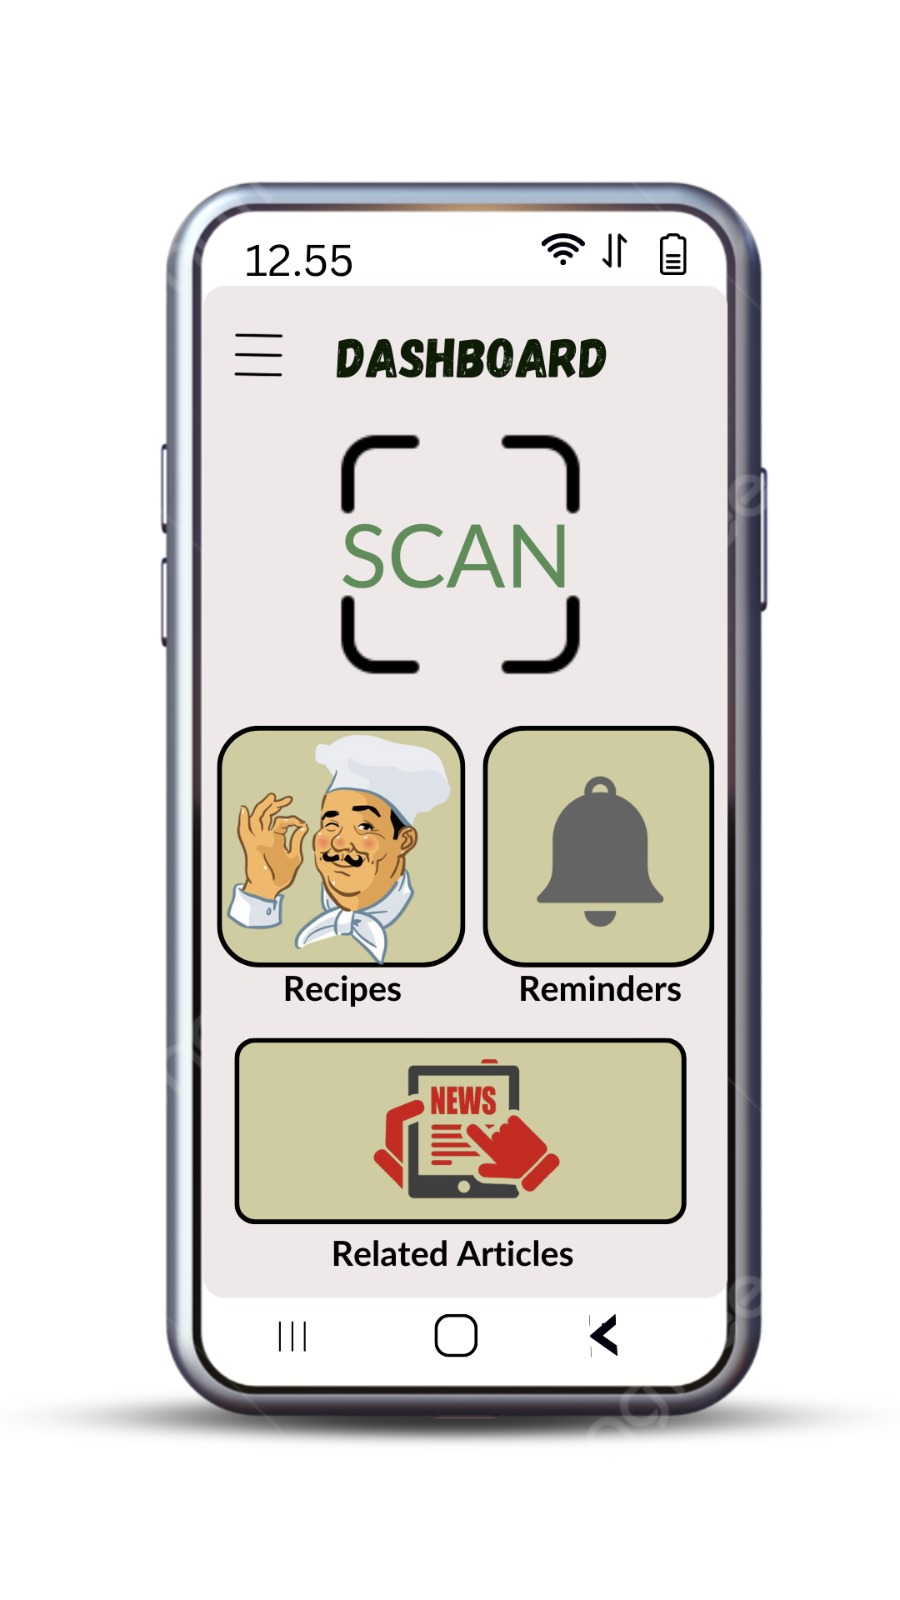 12.55
DASHBOARD
SCAN
Recipes
Reminders
NEWS
Related Articles